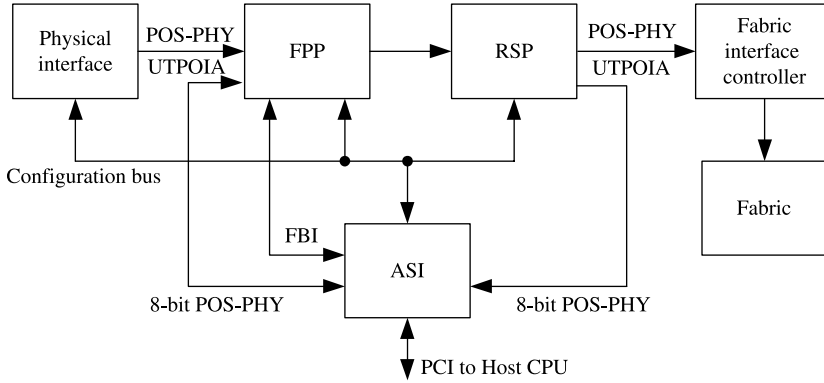 Physical
interface
POS-PHY
UTPOIA
FPP
RSP
POS-PHY
UTPOIA
Fabric
interface
controller
Configuration bus
Fabric
FBI
ASI
8-bit POS-PHY
8-bit POS-PHY
PCI to Host CPU